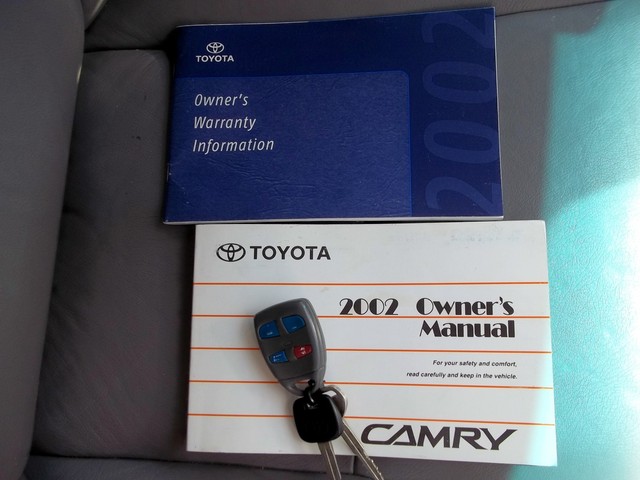 TOYOTA
Owner's
Warranty
Information
2002
TOYOTA
2002 Owner's
Manual
For your safety and comfort,
read carefully and keep in the vehicle.
CAMRY